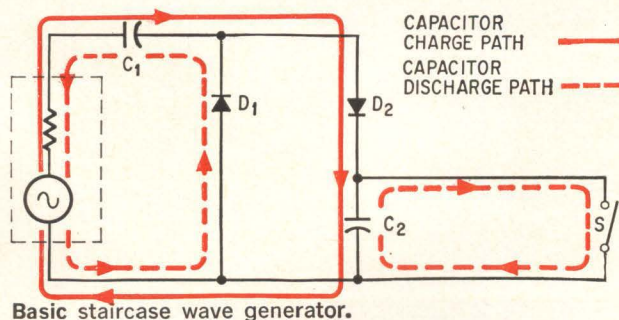 CAPACITOR
CHARGE PATH
CAPACITOR
DISCHARGE PATH
C1
D1
D2
C2
S
Basic staircase wave generator.